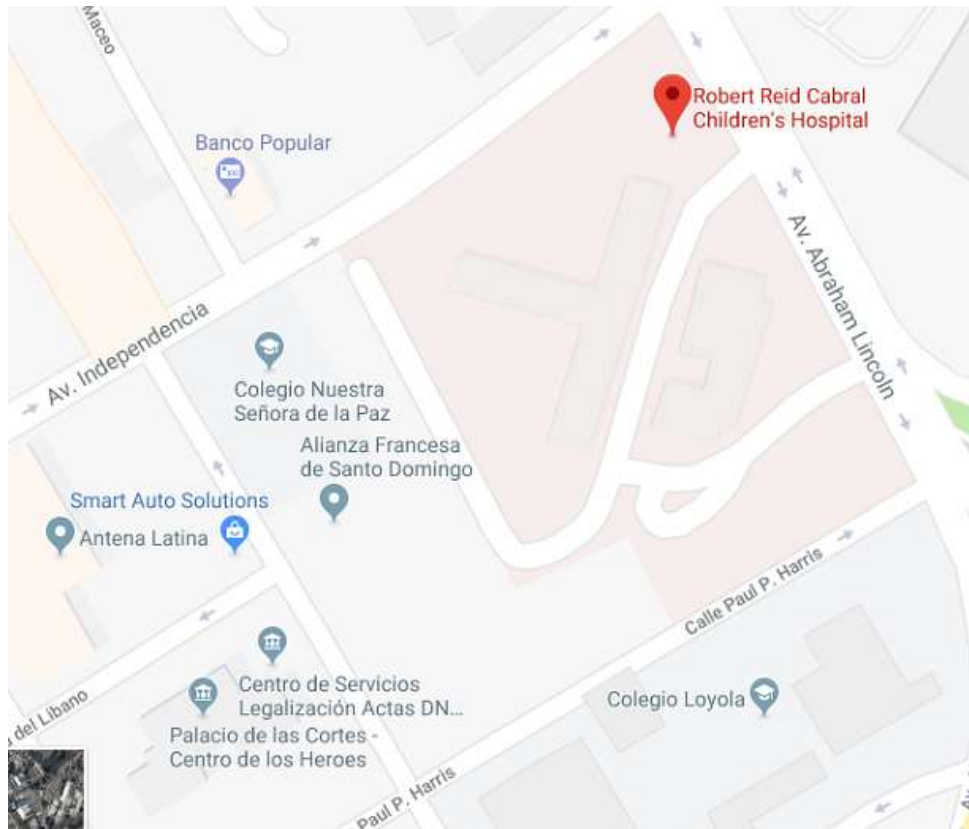 Maceo
Robert Reid Cabral
Children's Hospital
Banco Popular
Av. Abraham Lincoln
Av. Independencia
Colegio Nuestra
Señora de la Paz
Alianza Francesa
de Santo Domingo
Smart Auto Solutions
Antena Latina
Calle Paul P. Harris
Centro de Servicios
Legalización Actas DN...
Colegio Loyola
del Libano
Palacio de las Cortes -
Centro de los Heroes
Paul P. Harris